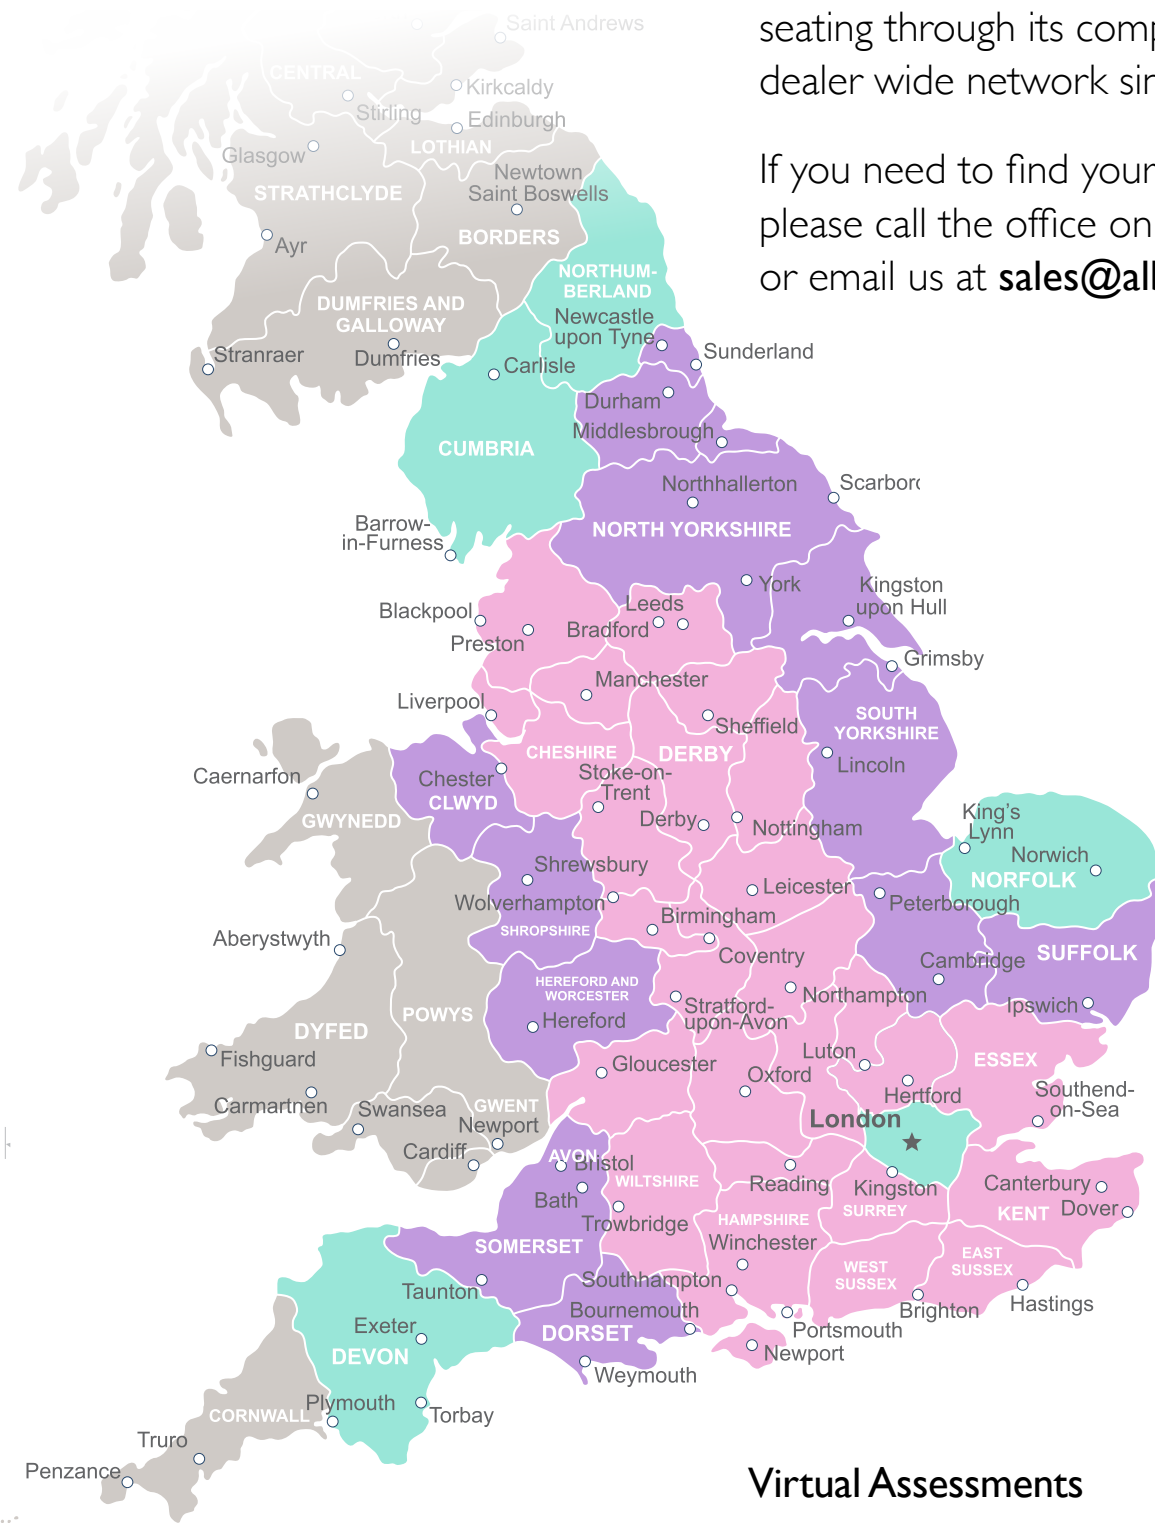 seating through its comp
dealer wide network sin
If you need to find your
please call the office on
or email us at sales@all
Saint Andrews
CENTRAL
Kirkcaldy
Stirling
Edinburgh
LOTHIAN
Glasgow
Newtown
Saint Boswells
STRATHCLYDE
BORDERS
Ayr
NORTHUM-
BERLAND
DUMFRIES AND
GALLOWAY
Newcastle
upon Tyne
Stranraer
Dumfries
Sunderland
Carlisle
Durham
Middlesbrough
CUMBRIA
Northhallerton
Scarboro
Barrow-
in-Furness
NORTH YORKSHIRE
York
Kingston
upon Hull
Blackpool
Leeds
Bradford
Preston
Grimsby
Manchester
Liverpool
Sheffield
SOUTH
YORKSHIRE
CHESHIRE
DERBY
Lincoln
Caernarfon
Chester
CLWYD
Stoke-on-
Trent
GWYNEDD
Derby
Nottingham
King's
Lynn
Norwich
NORFOLK
Shrewsbury
Leicester
Wolverhampton
Peterborough
Birmingham
SHROPSHIRE
Aberystwyth
Coventry
Cambridge
SUFFOLK
HEREFORD AND
WORCESTER
Northampton
Ipswich
POWYS
Stratford-
upon-Avon
Hereford
DYFED
Fishguard
Gloucester
Luton
ESSEX
Oxford
Hertford
Southend-
on-Sea
Carmartnen
Swansea
GWENT
Newport
London
Cardiff
AVON
Bristol
WILTSHIRE
Bath
Reading
Kingston
Canterbury
Trowbridge
SURREY
KENT
Dover
HAMPSHIRE
Winchester
SOMERSET
EAST
SUSSEX
WEST
SUSSEX
Taunton
Southhampton
Bournemouth
Brighton
Hastings
Exeter
DORSET
Portsmouth
Newport
DEVON
Weymouth
Plymouth
Torbay
CORNWALL
Truro
Penzance
Virtual Assessments